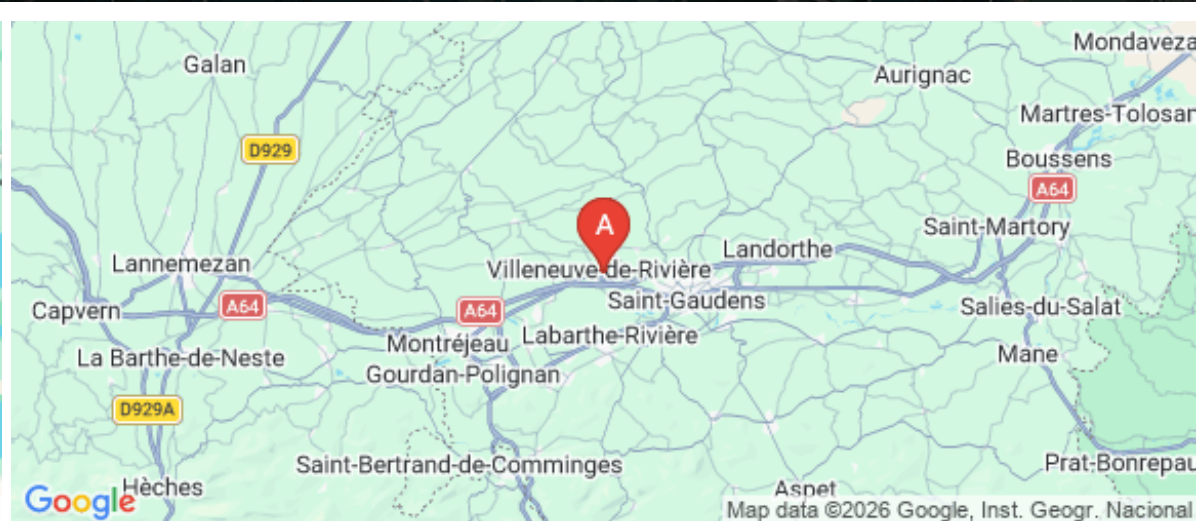 Mondaveza
Galan
Aurignac
Martres-Tolosan
D929
Boussens
A64
A
Saint-Martory
Landorthe
Lannemezan
Villeneuve-de-Rivière
Capvern
A64
A64
Saint-Gaudens
Salies-du-Salat
Montréjeau
Labarthe-Rivière
La Barthe-de-Neste
Mane
Gourdan-Polignan
D929A
Saint-Bertrand-de-Comminges
Prat-Bonrepau
Google
Hèches
Aspet
Map data ©2026 Google, Inst. Geogr. Nacional